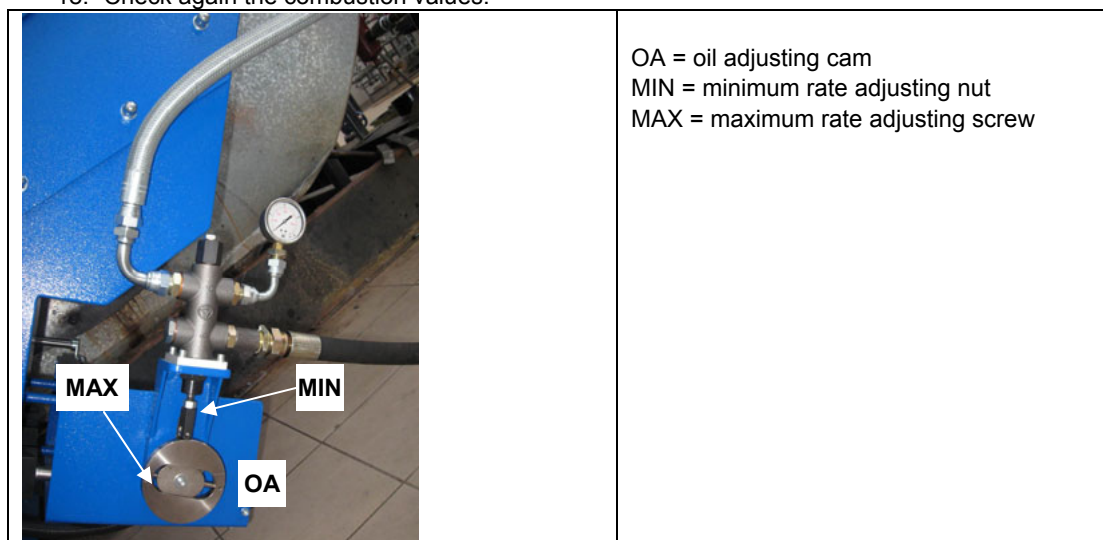 Check again the combustion values.
OA = oil adjusting cam
MIN = minimum rate adjusting nut
MAX = maximum rate adjusting screw
MAX
MIN
OA